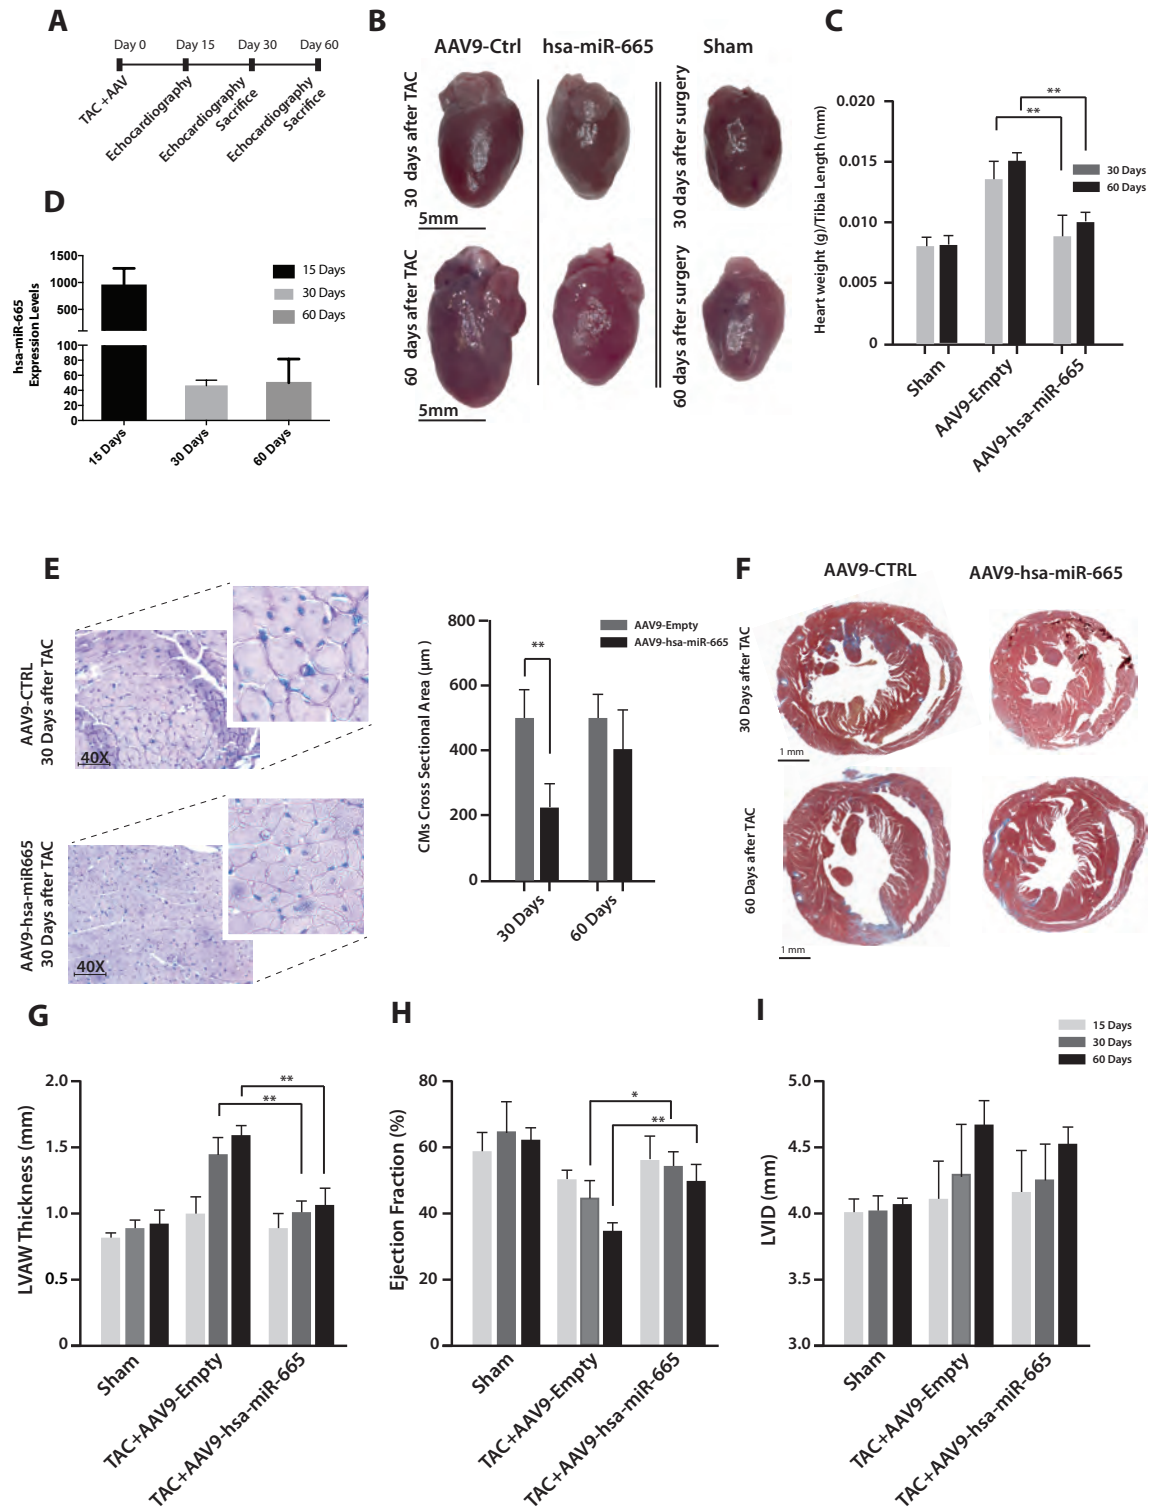 A
Day 0
Day 15
Day 30
Day 60
TAC +AAV
Echocardiography
Echocardiography
Sacrifice
Echocardiography
Sacrifice
B
AAV9-Ctrl
hsa-miR-665
Sham
30 days after TAC
5mm
30 days after surgery
60 days after TAC
5mm
60 days after surgery
C
Heart weight (g)/Tibia Length (mm)
0.020
0.015
0.010
0.005
0
**
**
30 Days
60 Days
Sham
AAV9-Empty
AAV9-hsa-miR-665
D
hsa-miR-665
Expression Levels
1500
1000
500
100
80
60
40
20
0
15 Days
30 Days
60 Days
15 Days
30 Days
60 Days
E
AAV9-CTRL
30 Days after TAC
40X
AAV9-hsa-miR665
30 Days after TAC
40X
CMs Cross Sectional Area (µm )
800
600
400
200
0
**
AAV9-Empty
AAV9-hsa-miR-665
30 Days
60 Days
F
AAV9-CTRL
AAV9-hsa-miR-665
30 Days after TAC
1 mm
60 Days after TAC
1 mm
G
LVAW Thickness (mm)
2.0
1.5
1.0
0.5
0
**
**
Sham
TAC+AAV9-Empty
TAC+AAV9-hsa-miR-665
H
Ejection Fraction (%)
80
60
40
20
0
*
**
Sham
TAC+AAV9-Empty
TAC+AAV9-hsa-miR-665
I
15 Days
30 Days
60 Days
LVID (mm)
5.0
4.5
4.0
3.5
3.0
Sham
TAC+AAV9-Empty
TAC+AAV9-hsa-miR-665